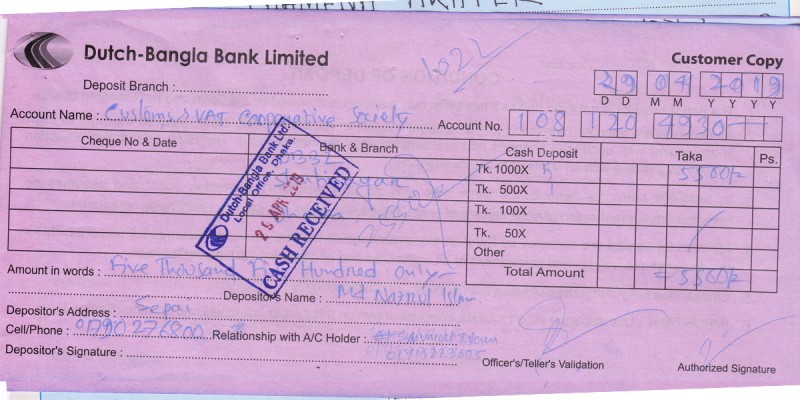 1022
Dutch-Bangla Bank Limited
Customer Copy
29 04 2019
Deposit Branch :
D D M M Y Y Y Y
Account Name : Customs, VAT Cooperative Society Account No. 108 120 4930
Cheque No & Date Bank & Branch Cash Deposit Taka Ps.
Tk. 1000X 5 5500/-
Tk. 500X 1
Tk. 100X
Tk. 50X
Other
Total Amount = 5500/-
Dutch-Bangla Bank Ltd.
Local Office, Dhaka.
APR 2019
CASH RECEIVED
Amount in words : Five Thousand Five Hundred only
Depositor's Name : Md Nazrul Islam
Depositor's Address : Sepai
Cell/Phone : Relationship with A/C Holder :
Depositor's Signature :
Officer's/Teller's Validation
Authorized Signature